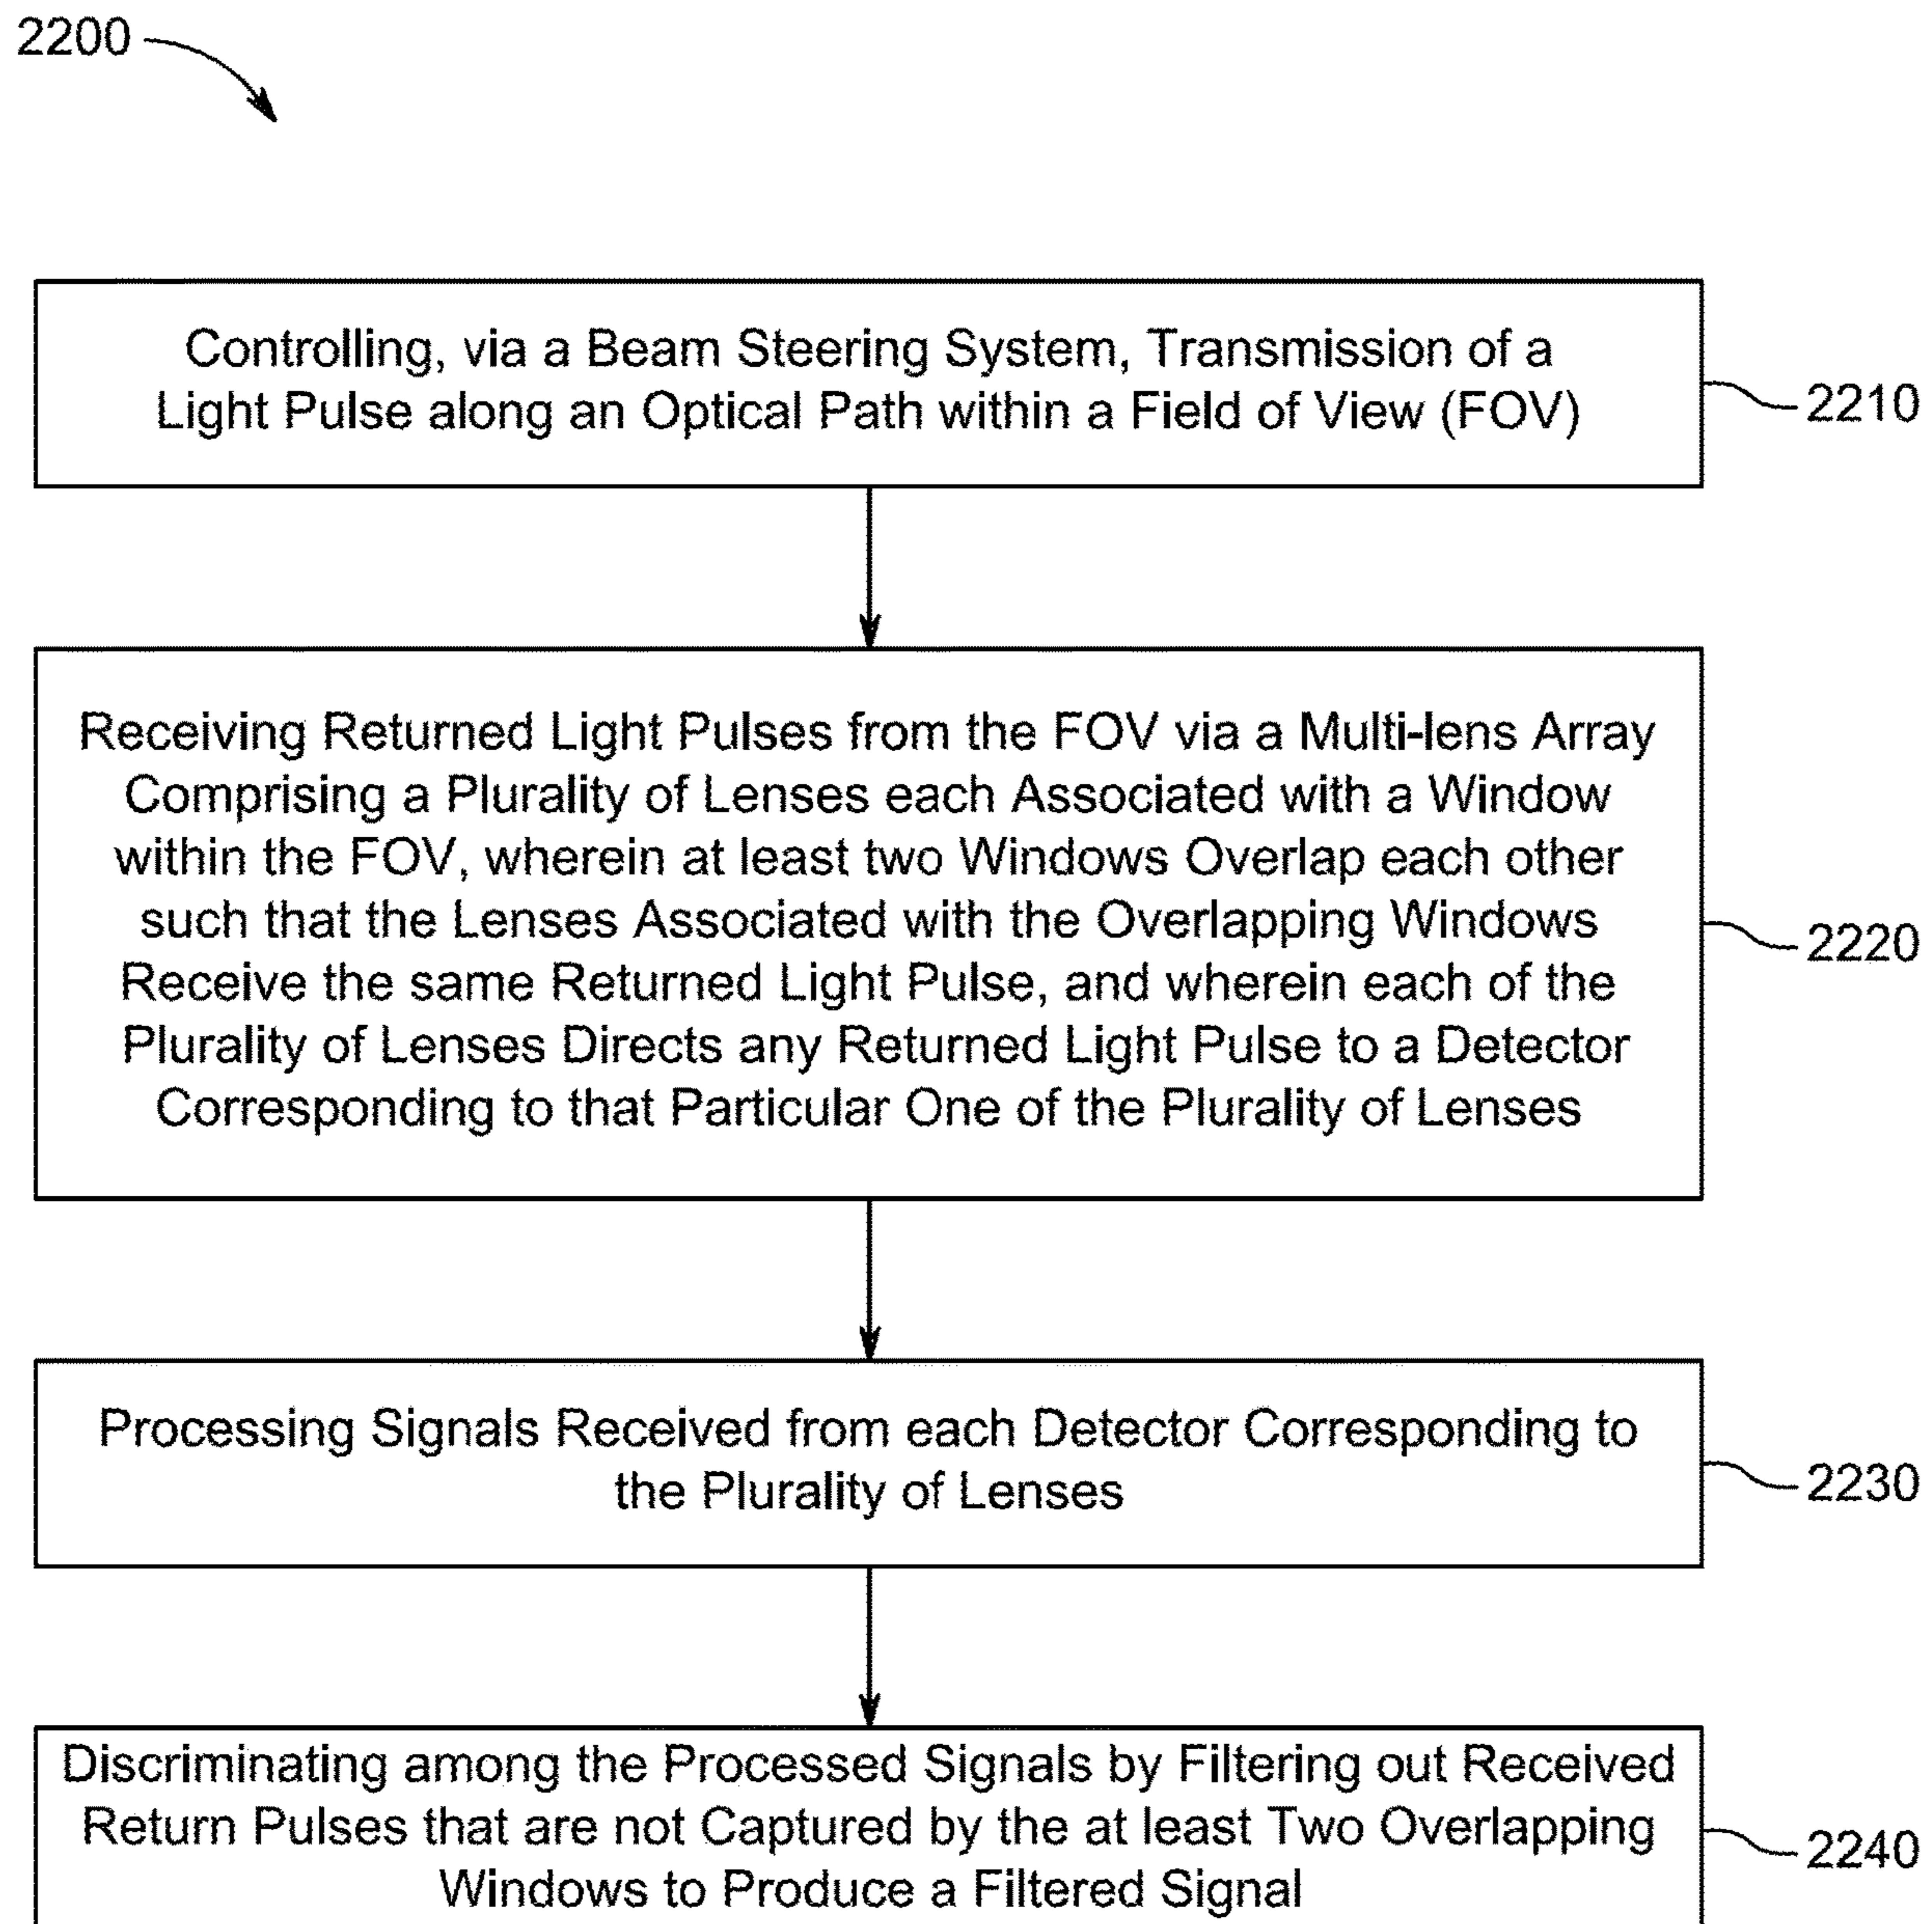 2200
Controlling, via a Beam Steering System, Transmission of a
Light Pulse along an Optical Path within a Field of View (FOV)
2210
Receiving Returned Light Pulses from the FOV via a Multi-lens Array
Comprising a Plurality of Lenses each Associated with a Window
within the FOV, wherein at least two Windows Overlap each other
such that the Lenses Associated with the Overlapping Windows
Receive the same Returned Light Pulse, and wherein each of the
Plurality of Lenses Directs any Returned Light Pulse to a Detector
Corresponding to that Particular One of the Plurality of Lenses
2220
Processing Signals Received from each Detector Corresponding to
the Plurality of Lenses
2230
Discriminating among the Processed Signals by Filtering out Received
Return Pulses that are not Captured by the at least Two Overlapping
Windows to Produce a Filtered Signal
2240